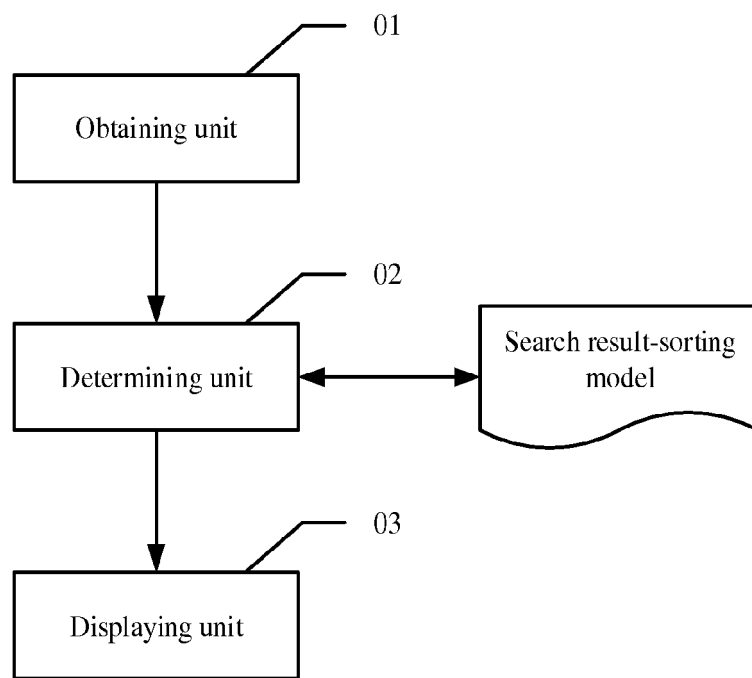 01
Obtaining unit
02
Determining unit
Search result-sorting
model
03
Displaying unit